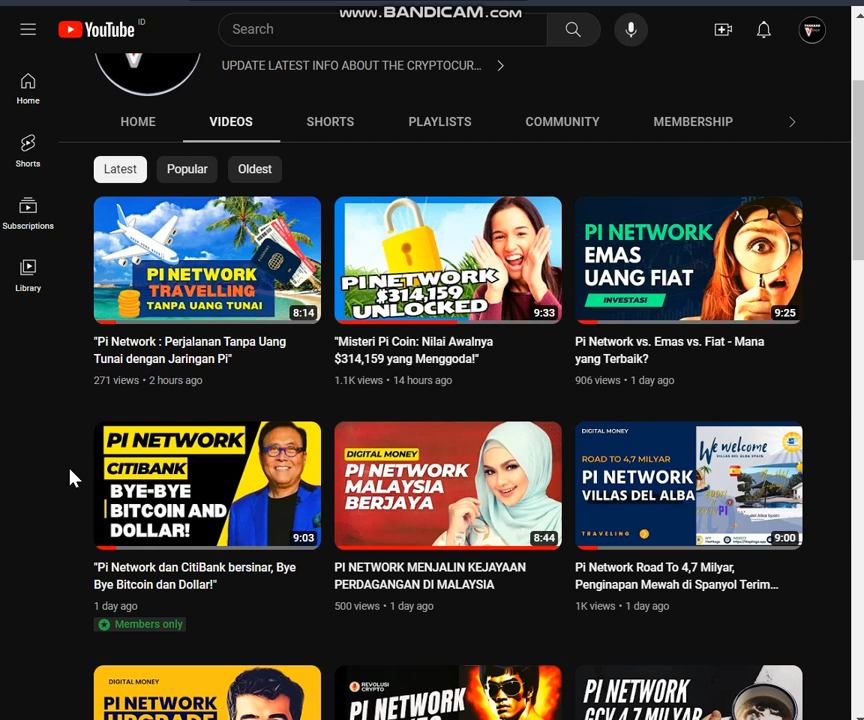 www.BANDICAM.com
YouTube ID
Search
UPDATE LATEST INFO ABOUT THE CRYPTOCUR...
Home
Shorts
Subscriptions
Library
HOME
VIDEOS
SHORTS
PLAYLISTS
COMMUNITY
MEMBERSHIP
Latest
Popular
Oldest
PI NETWORK
TRAVELLING
TANPA UANG TUNAI
8:14
"Pi Network : Perjalanan Tanpa Uang
Tunai dengan Jaringan Pi"
271 views • 2 hours ago
PI NETWORK
$314,159
UNLOCKED
9:33
"Misteri Pi Coin: Nilai Awalnya
$314,159 yang Menggoda!"
1.1K views • 14 hours ago
PI NETWORK
EMAS
UANG FIAT
INVESTASI
9:25
Pi Network vs. Emas vs. Fiat - Mana
yang Terbaik?
906 views • 1 day ago
PI NETWORK
CITIBANK
BYE-BYE
BITCOIN AND
DOLLAR!
9:03
"Pi Network dan CitiBank bersinar, Bye
Bye Bitcoin dan Dollar!"
1 day ago
Members only
DIGITAL MONEY
PI NETWORK
MALAYSIA
BERJAYA
8:44
PI NETWORK MENJALIN KEJAYAAN
PERDAGANGAN DI MALAYSIA
500 views • 1 day ago
DIGITAL MONEY
ROAD TO 4,7 MILYAR
PI NETWORK
VILLAS DEL ALBA
TRAVELING
We welcome
VILLAS DEL ALBA SPAIN
9:00
Pi Network Road To 4,7 Milyar,
Penginapan Mewah di Spanyol Terim...
1K views • 1 day ago
DIGITAL MONEY
PI NETWORK
UPGRADE
REVOLUSI
CRYPTO
PI NETWORK
PI NETWORK
GCV 4.7 MILYAR